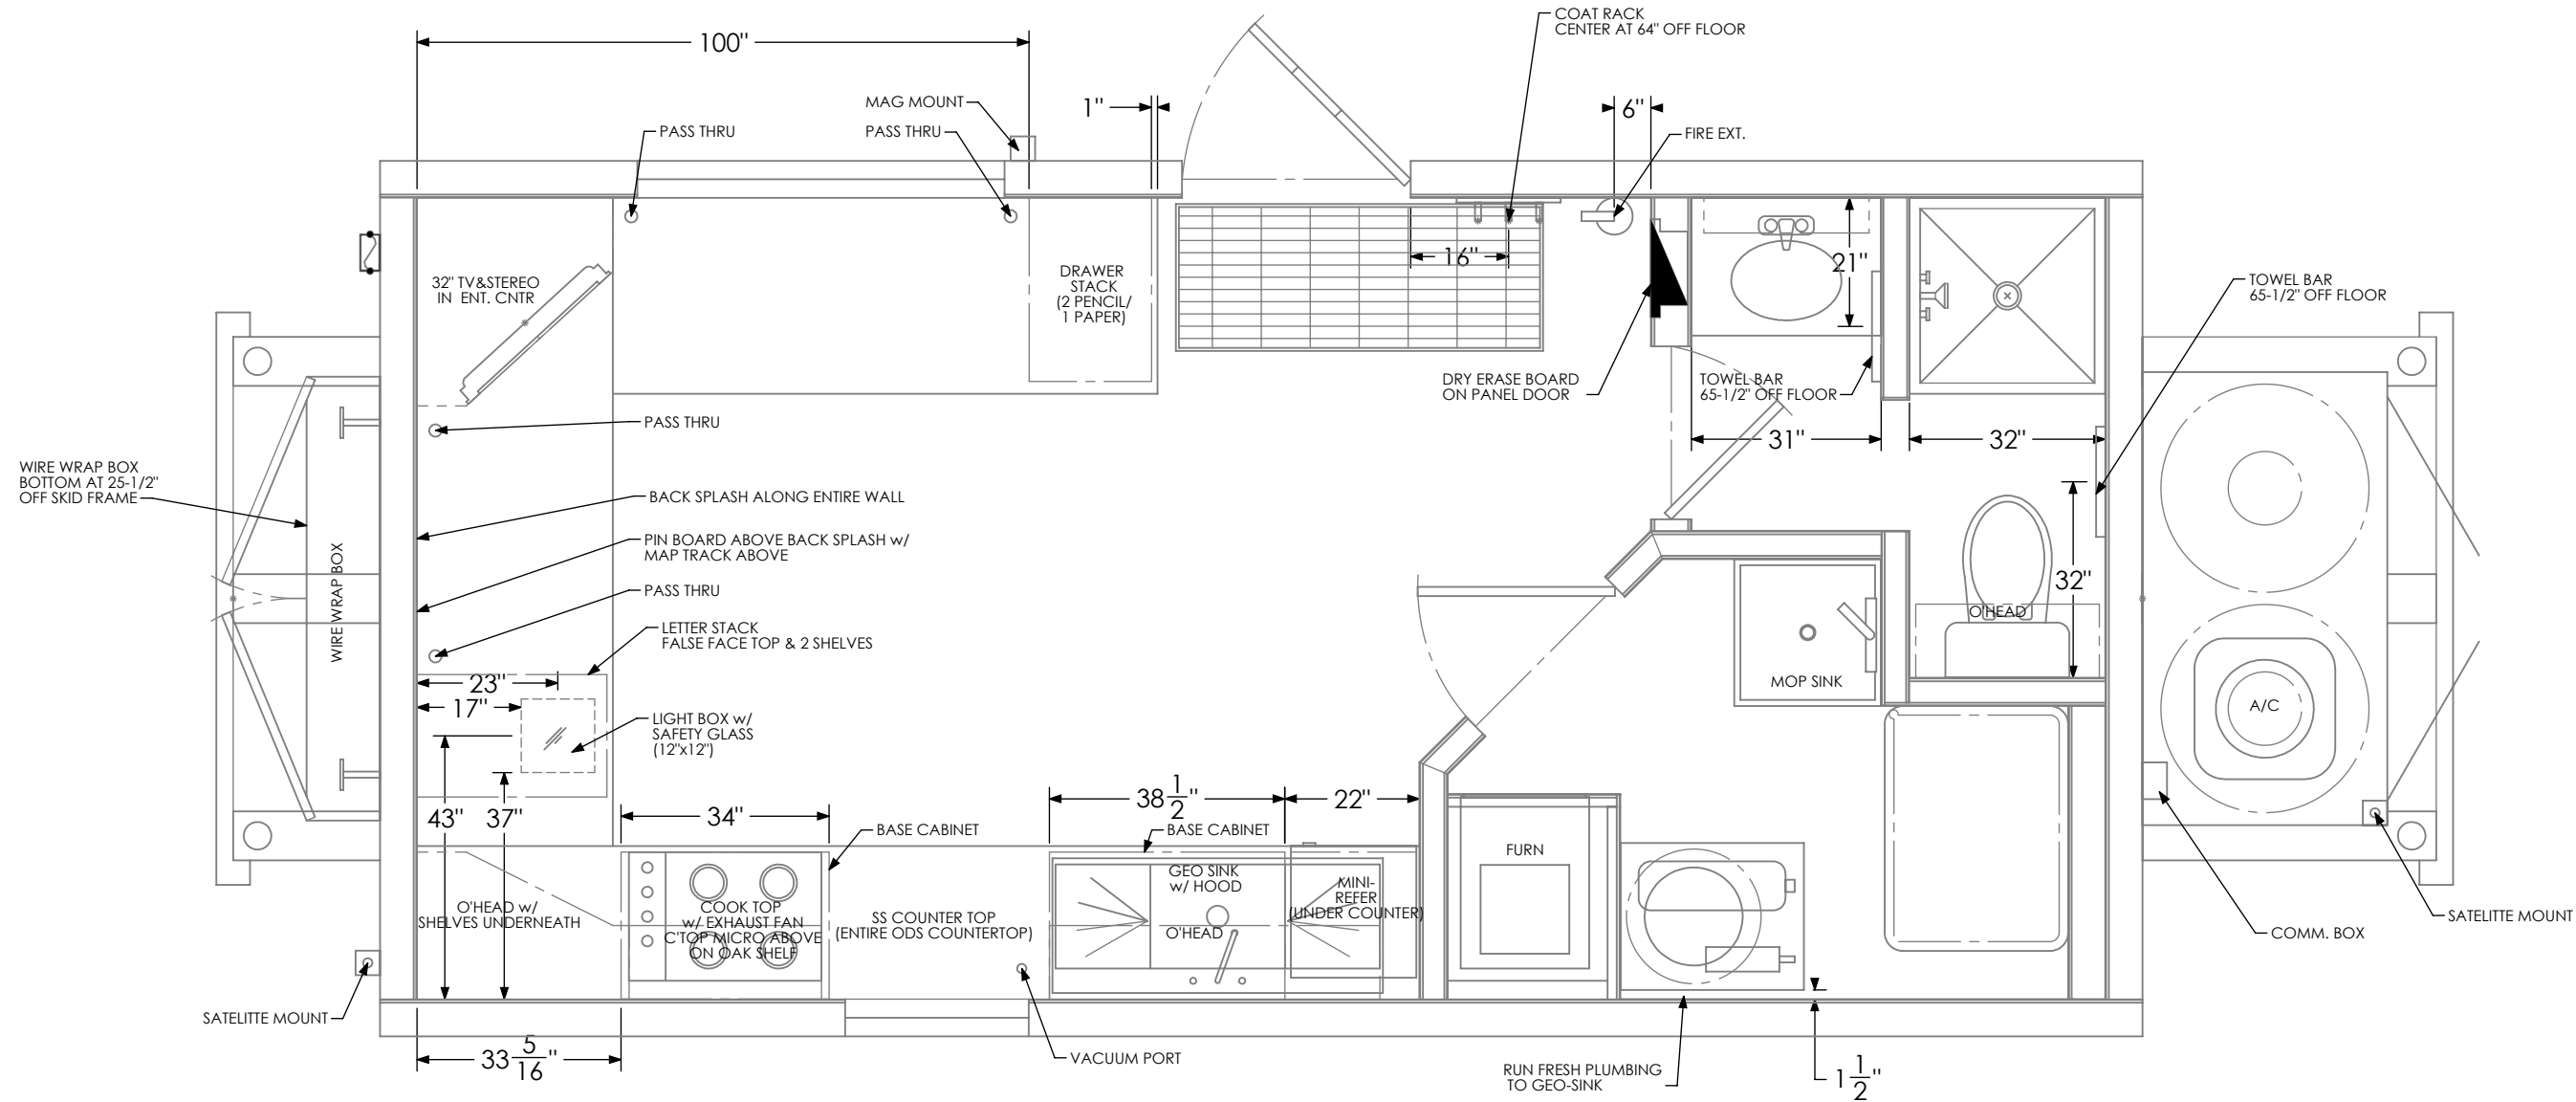 COAT RACK
CENTER AT 64" OFF FLOOR
100"
MAG MOUNT
1"
6"
PASS THRU
PASS THRU
FIRE EXT.
32" TV&STEREO
IN ENT. CNTR
DRAWER
STACK
(2 PENCIL/
1 PAPER)
16"
21"
TOWEL BAR
65-1/2" OFF FLOOR
DRY ERASE BOARD
ON PANEL DOOR
TOWEL BAR
65-1/2" OFF FLOOR
PASS THRU
31"
32"
WIRE WRAP BOX
BOTTOM AT 25-1/2"
OFF SKID FRAME
BACK SPLASH ALONG ENTIRE WALL
PIN BOARD ABOVE BACK SPLASH w/
MAP TRACK ABOVE
WIRE WRAP BOX
PASS THRU
32"
O'HEAD
LETTER STACK
FALSE FACE TOP & 2 SHELVES
23"
17"
MOP SINK
LIGHT BOX w/
SAFETY GLASS
(12"x12")
A/C
43"
37"
34"
38 1/2"
22"
BASE CABINET
BASE CABINET
FURN
GEO SINK
w/ HOOD
MINI-
REFER
(UNDER COUNTER)
O'HEAD w/
SHELVES UNDERNEATH
COOK TOP
w/ EXHAUST FAN
C'TOP MICRO ABOVE
ON OAK SHELF
SS COUNTER TOP
(ENTIRE ODS COUNTERTOP)
O'HEAD
SATELITTE MOUNT
COMM. BOX
SATELITTE MOUNT
33 5/16"
VACUUM PORT
RUN FRESH PLUMBING
TO GEO-SINK
1 1/2"